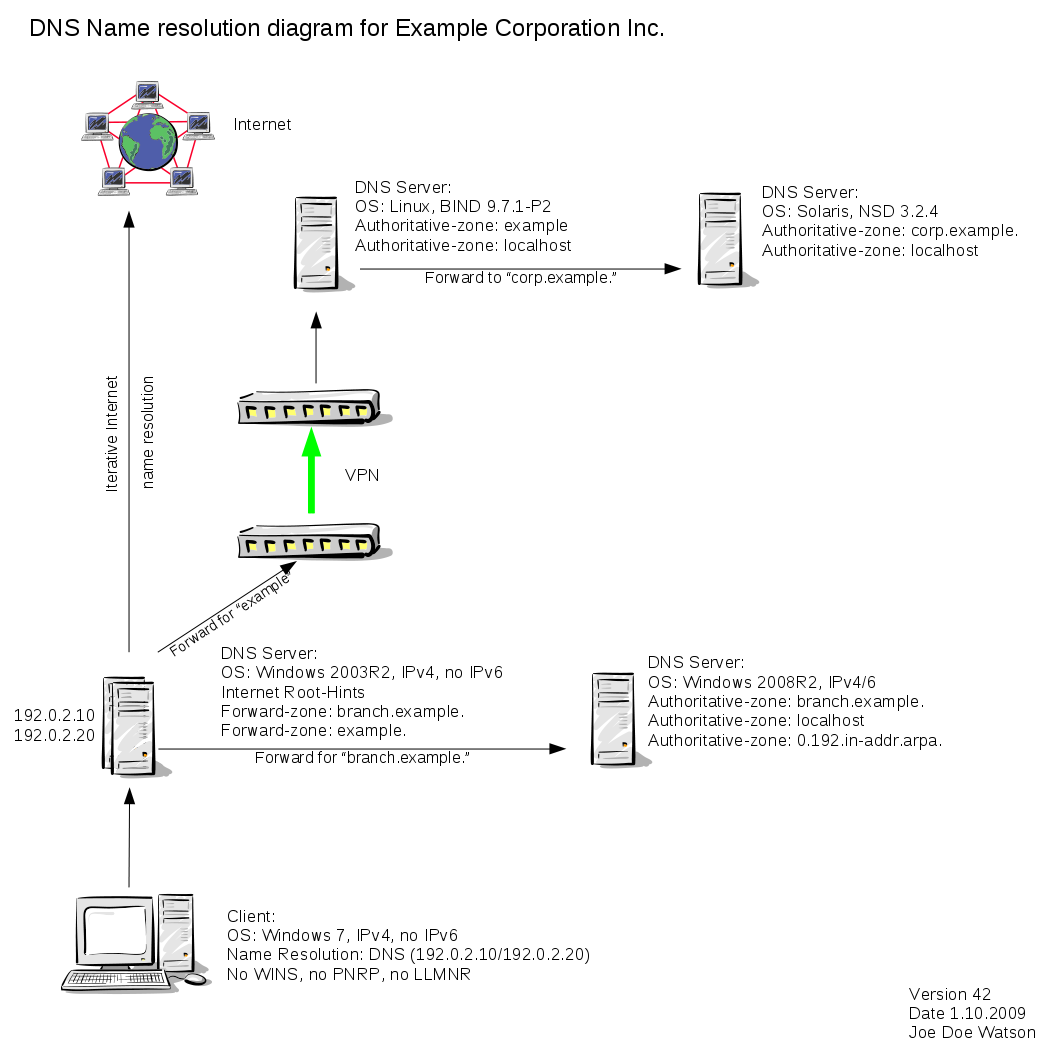 DNS Name resolution diagram for Example Corporation Inc.
Internet
DNS Server:
OS: Linux, BIND 9.7.1-P2
Authoritative-zone: example
Authoritative-zone: localhost
DNS Server:
OS: Solaris, NSD 3.2.4
Authoritative-zone: corp.example.
Authoritative-zone: localhost
Forward to “corp.example.”
Iterative Internet
name resolution
VPN
Forward for “example”
DNS Server:
OS: Windows 2003R2, IPv4, no IPv6
Internet Root-Hints
Forward-zone: branch.example.
Forward-zone: example.
192.0.2.10
192.0.2.20
Forward for “branch.example.”
DNS Server:
OS: Windows 2008R2, IPv4/6
Authoritative-zone: branch.example.
Authoritative-zone: localhost
Authoritative-zone: 0.192.in-addr.arpa.
Client:
OS: Windows 7, IPv4, no IPv6
Name Resolution: DNS (192.0.2.10/192.0.2.20)
No WINS, no PNRP, no LLMNR
Version 42
Date 1.10.2009
Joe Doe Watson